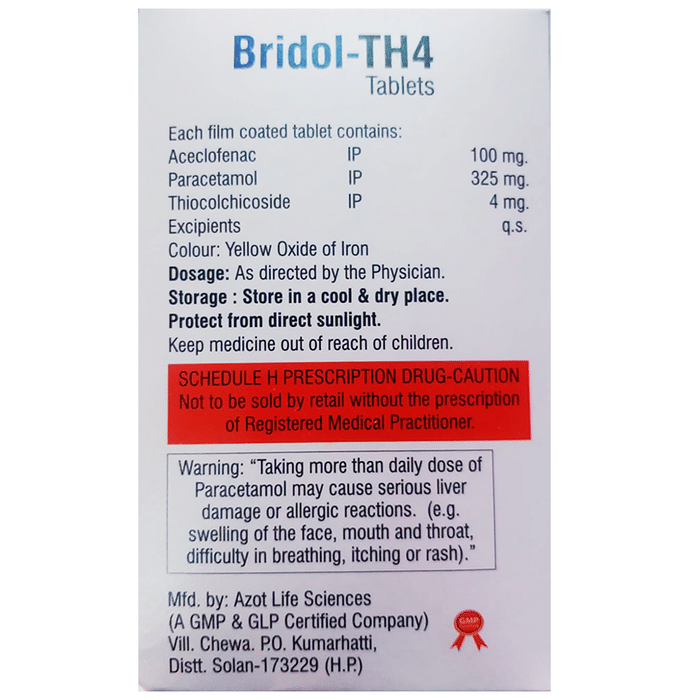 Bridol-TH4
Tablets
Each film coated tablet contains:
Aceclofenac IP 100 mg.
Paracetamol IP 325 mg.
Thiocolchicoside IP 4 mg.
Excipients q.s.
Colour: Yellow Oxide of Iron
Dosage: As directed by the Physician.
Storage : Store in a cool & dry place.
Protect from direct sunlight.
Keep medicine out of reach of children.
SCHEDULE H PRESCRIPTION DRUG-CAUTION
Not to be sold by retail without the prescription
of Registered Medical Practitioner.
Warning: "Taking more than daily dose of
Paracetamol may cause serious liver
damage or allergic reactions. (e.g.
swelling of the face, mouth and throat,
difficulty in breathing, itching or rash)."
Mfd. by: Azot Life Sciences
(A GMP & GLP Certified Company)
Vill. Chewa. P.O. Kumarhatti,
Distt. Solan-173229 (H.P.)
GMP